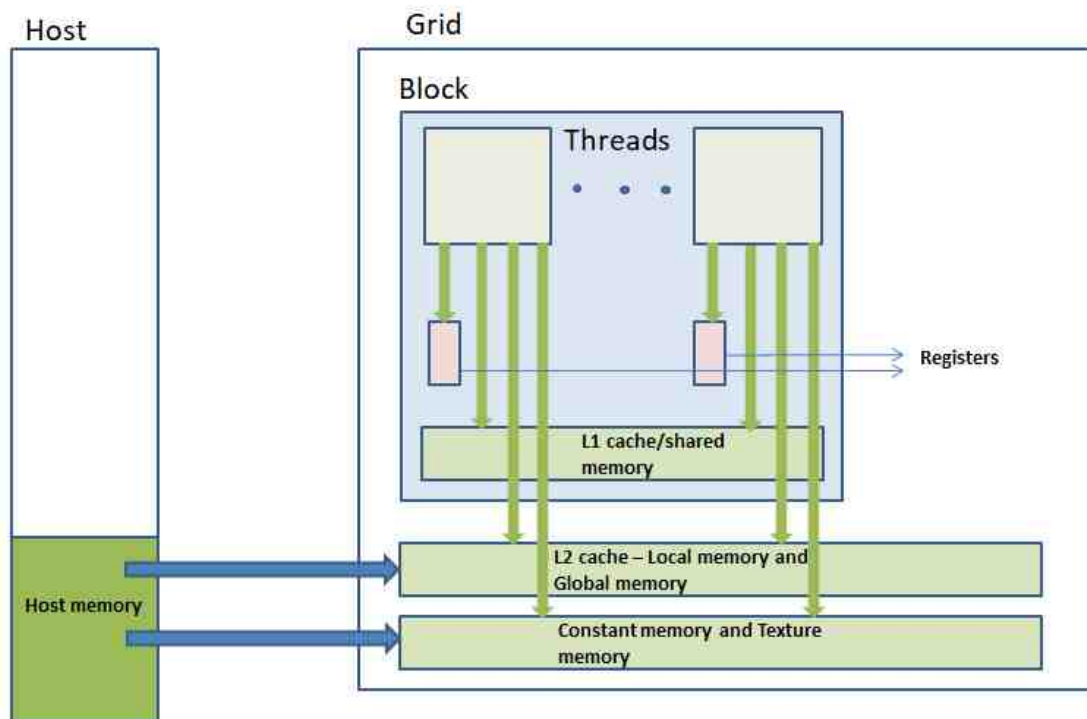 Host
Grid
Block
Threads
Registers
L1 cache/shared
memory
L2 cache – Local memory and
Global memory
Host memory
Constant memory and Texture
memory